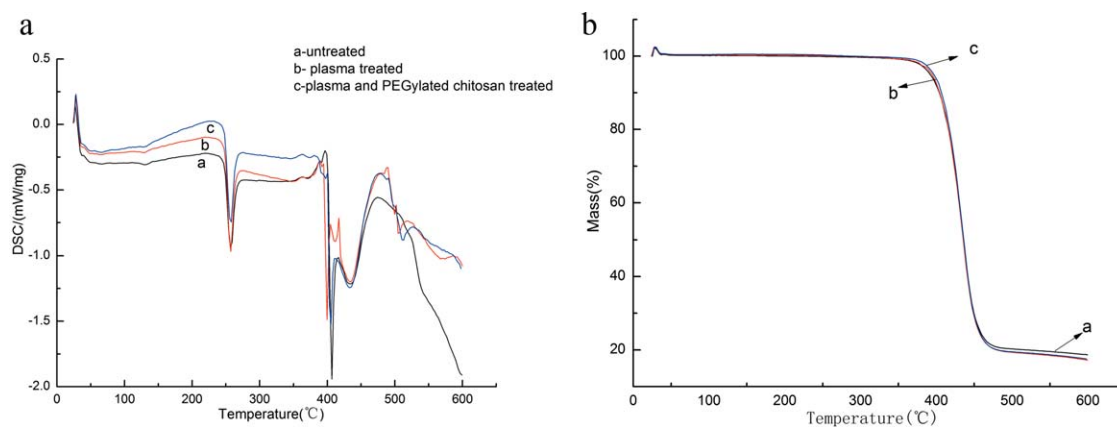 a
a-untreated
b- plasma treated
c-plasma and PEGylated chitosan treated
0.5
0.0
-0.5
-1.0
-1.5
-2.0
DSC/(mW/mg)
c
b
a
0
100
200
300
400
500
600
Temperature(℃)
b
100
80
60
40
20
Mass(%)
c
b
a
0
100
200
300
400
500
600
Temperature(℃)